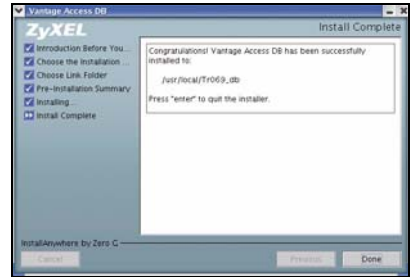 Vantage Access DB
ZyXEL
Install Complete
Introduction Before You...
Choose the Installation ...
Choose Link Folder
Pre-Installation Summary
Installing...
Install Complete
Congratulations! Vantage Access DB has been successfully
installed to:
/usr/local/Tr069_db
Press "enter" to quit the installer.
InstallAnywhere by Zero G
Cancel
Previous
Done